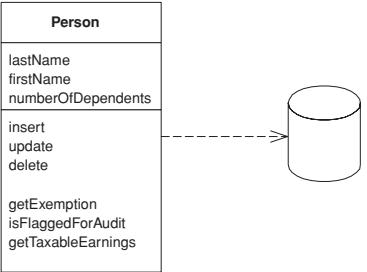 Person
lastName
firstName
numberOfDependents
insert
update
delete
getExemption
isFlaggedForAudit
getTaxableEarnings